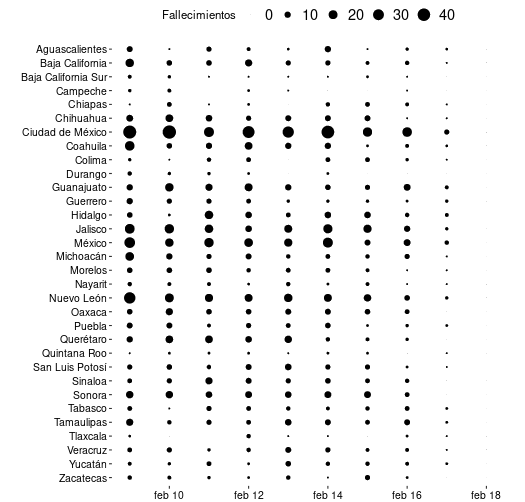 Fallecimientos 0 10 20 30 40
Aguascalientes
Baja California
Baja California Sur
Campeche
Chiapas
Chihuahua
Ciudad de México
Coahuila
Colima
Durango
Guanajuato
Guerrero
Hidalgo
Jalisco
México
Michoacán
Morelos
Nayarit
Nuevo León
Oaxaca
Puebla
Querétaro
Quintana Roo
San Luis Potosí
Sinaloa
Sonora
Tabasco
Tamaulipas
Tlaxcala
Veracruz
Yucatán
Zacatecas
feb 10 feb 12 feb 14 feb 16 feb 18